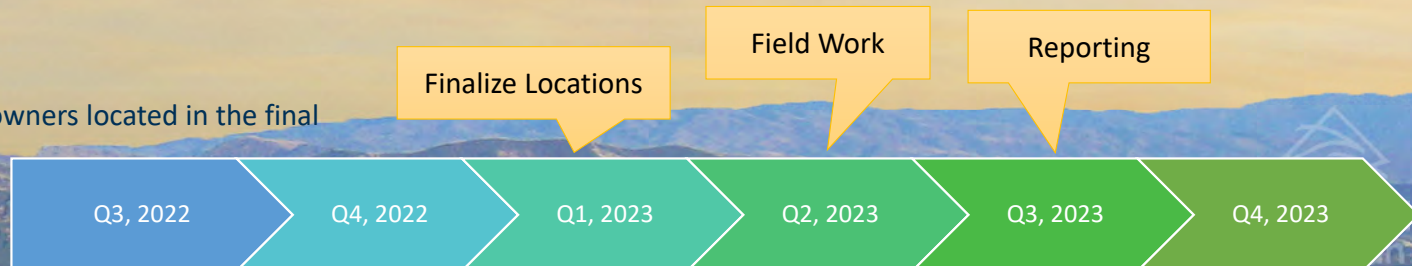 Field Work
Reporting
Finalize Locations
owners located in the final
Q3, 2022
Q4, 2022
Q1, 2023
Q2, 2023
Q3, 2023
Q4, 2023